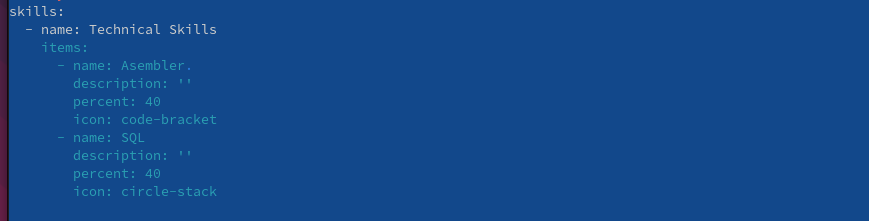 skills:
  - name: Technical Skills
    items:
      - name: Asembler.
        description: ''
        percent: 40
        icon: code-bracket
      - name: SQL
        description: ''
        percent: 40
        icon: circle-stack